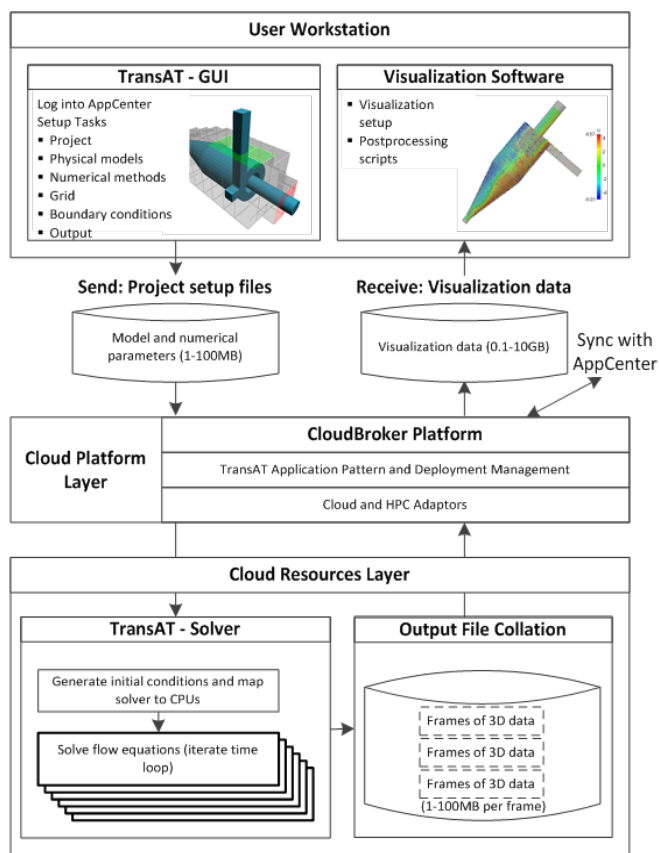 User Workstation
TransAT - GUI
Log into AppCenter
Setup Tasks
▪ Project
▪ Physical models
▪ Numerical methods
▪ Grid
▪ Boundary conditions
▪ Output
Visualization Software
▪ Visualization
setup
▪ Postprocessing
scripts
U
4
0
-4
Send: Project setup files
Model and numerical
parameters (1-100MB)
Receive: Visualization data
Visualization data (0.1-10GB)
Sync with
AppCenter
Cloud Platform
Layer
CloudBroker Platform
TransAT Application Pattern and Deployment Management
Cloud and HPC Adaptors
Cloud Resources Layer
TransAT - Solver
Generate initial conditions and map
solver to CPUs
Solve flow equations (iterate time
loop)
Output File Collation
Frames of 3D data
Frames of 3D data
Frames of 3D data
(1-100MB per frame)